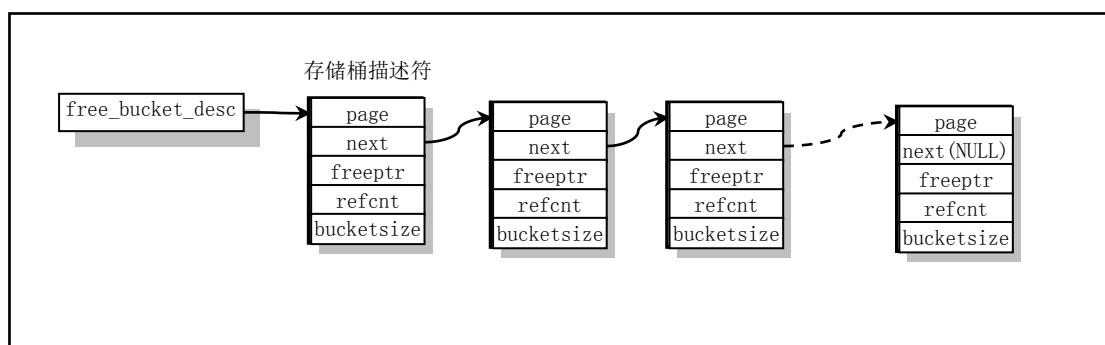 存储桶描述符
free_bucket_desc
page
next
freeptr
refcnt
bucketsize
page
next
freeptr
refcnt
bucketsize
page
next
freeptr
refcnt
bucketsize
page
next(NULL)
freeptr
refcnt
bucketsize